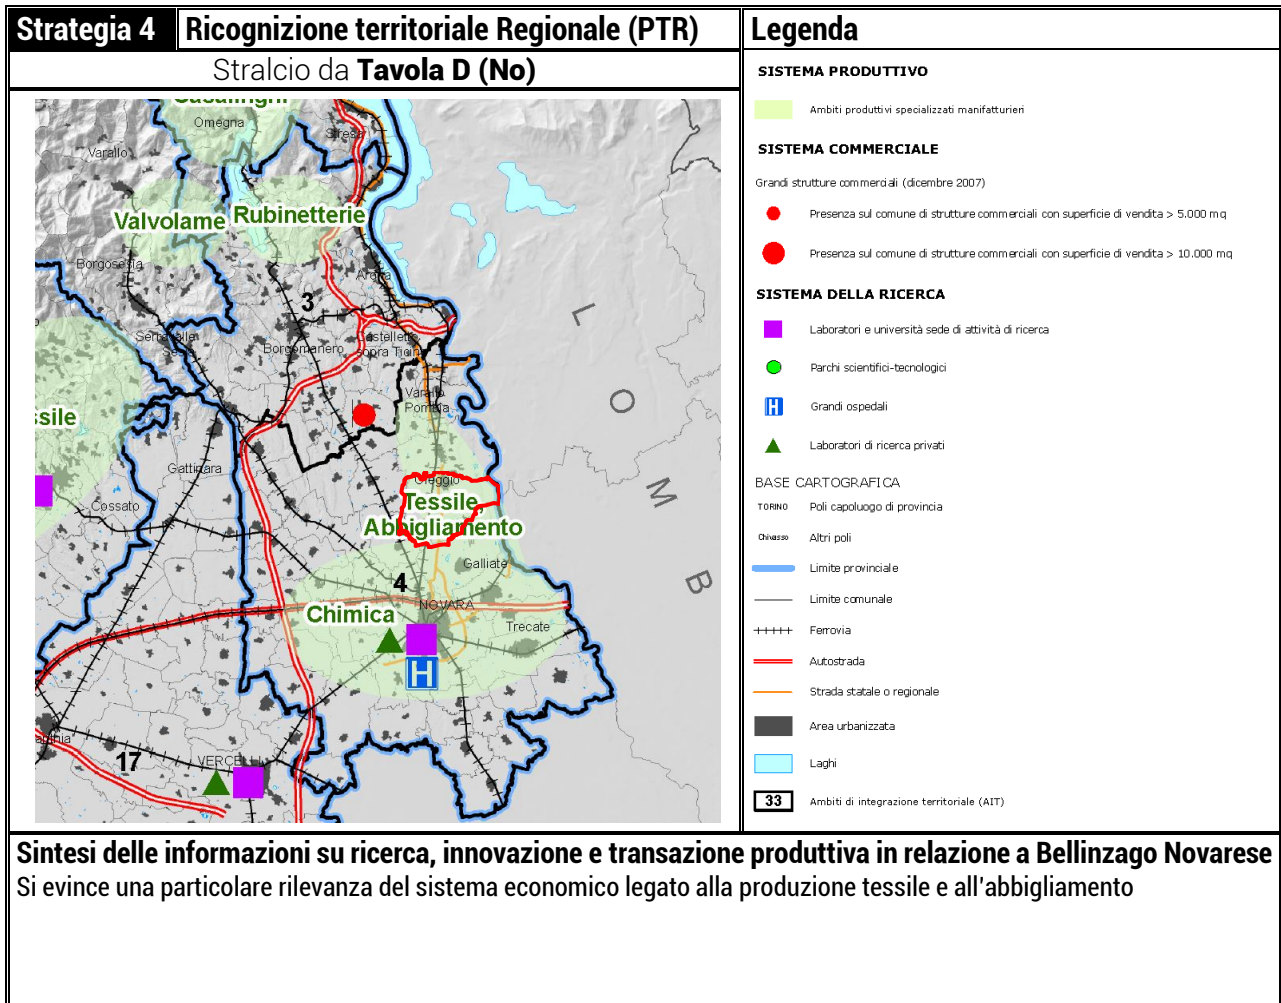 Strategia 4
Ricognizione territoriale Regionale (PTR)
Stralcio da Tavola D (No)
Casalinghi
Omegna
Stresa
Varallo
Valvolame
Rubinetterie
Borgosesia
Arona
3
Serravalle
Sesia
Borgomanero
Castelletto
sopra Ticino
Varallo
Pombia
ssile
Gattinara
Cossato
Oleggio
Tessile,
Abbigliamento
Galliate
4
Chimica
NOVARA
Trecate
17
VERCELLI
L
O
M
B
Legenda
SISTEMA PRODUTTIVO
Ambiti produttivi specializzati manifatturieri
SISTEMA COMMERCIALE
Grandi strutture commerciali (dicembre 2007)
Presenza sul comune di strutture commerciali con superficie di vendita > 5.000 mq
Presenza sul comune di strutture commerciali con superficie di vendita > 10.000 mq
SISTEMA DELLA RICERCA
Laboratori e università sede di attività di ricerca
Parchi scientifici-tecnologici
H Grandi ospedali
Laboratori di ricerca privati
BASE CARTOGRAFICA
TORINO Poli capoluogo di provincia
Chivasso Altri poli
Limite provinciale
Limite comunale
Ferrovia
Autostrada
Strada statale o regionale
Area urbanizzata
Laghi
33 Ambiti di integrazione territoriale (AIT)
Sintesi delle informazioni su ricerca, innovazione e transazione produttiva in relazione a Bellinzago Novarese
Si evince una particolare rilevanza del sistema economico legato alla produzione tessile e all'abbigliamento